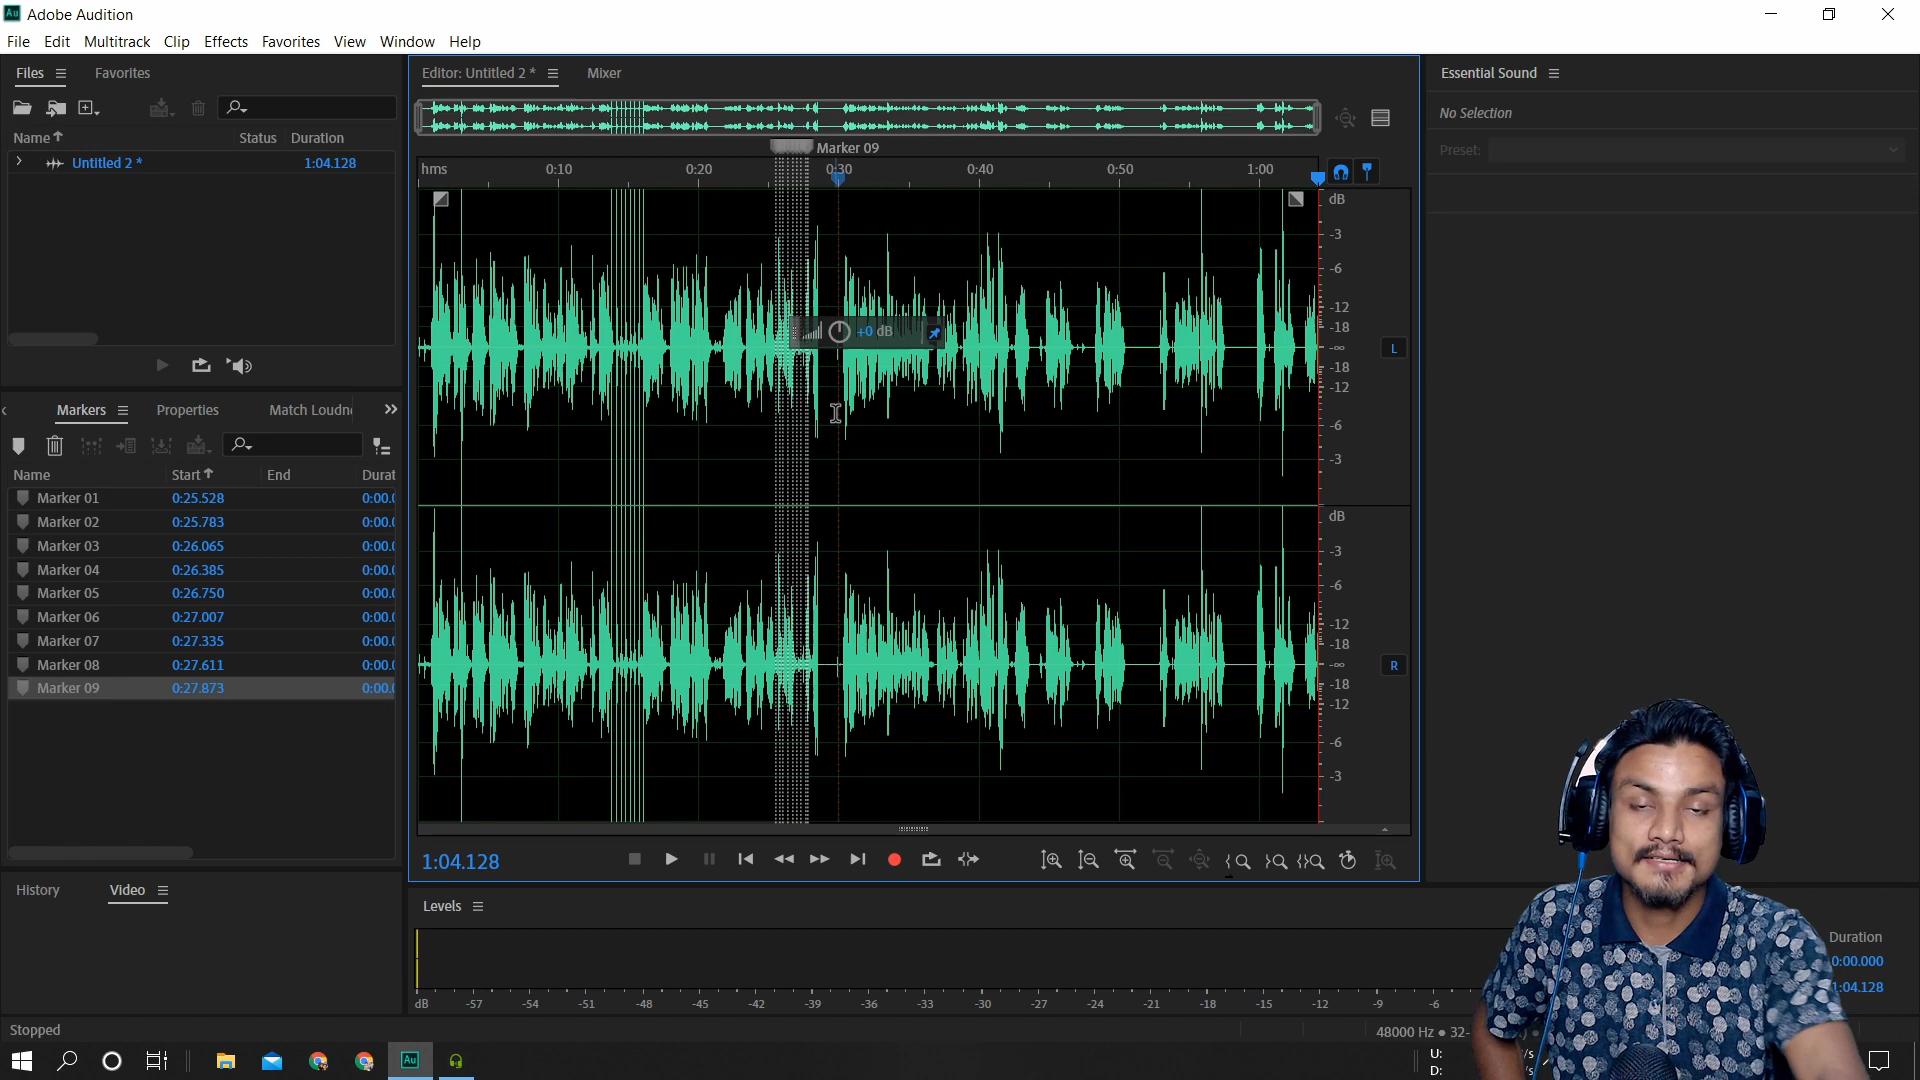 Au Adobe Audition
File Edit Multitrack Clip Effects Favorites View Window Help
Files Favorites
Name Status Duration
Untitled 2 * 1:04.128
Markers Properties Match Loudn
Name Start End Durat
Marker 01 0:25.528 0:00.
Marker 02 0:25.783 0:00.
Marker 03 0:26.065 0:00.
Marker 04 0:26.385 0:00.
Marker 05 0:26.750 0:00.
Marker 06 0:27.007 0:00.
Marker 07 0:27.335 0:00.
Marker 08 0:27.611 0:00.
Marker 09 0:27.873 0:00.
History Video
Editor: Untitled 2 * Mixer
Marker 09
hms 0:10 0:20 0:30 0:40 0:50 1:00
dB
-3
-6
-12
-18
-∞
-18
-12
-6
-3
L
+0 dB
dB
-3
-6
-12
-18
-∞
-18
-12
-6
-3
R
1:04.128
Levels
dB -57 -54 -51 -48 -45 -42 -39 -36 -33 -30 -27 -24 -21 -18 -15 -12 -9 -6
Essential Sound
No Selection
Preset:
Duration
0:00.000
1:04.128
Stopped
48000 Hz ● 32-
Au
U:
D: